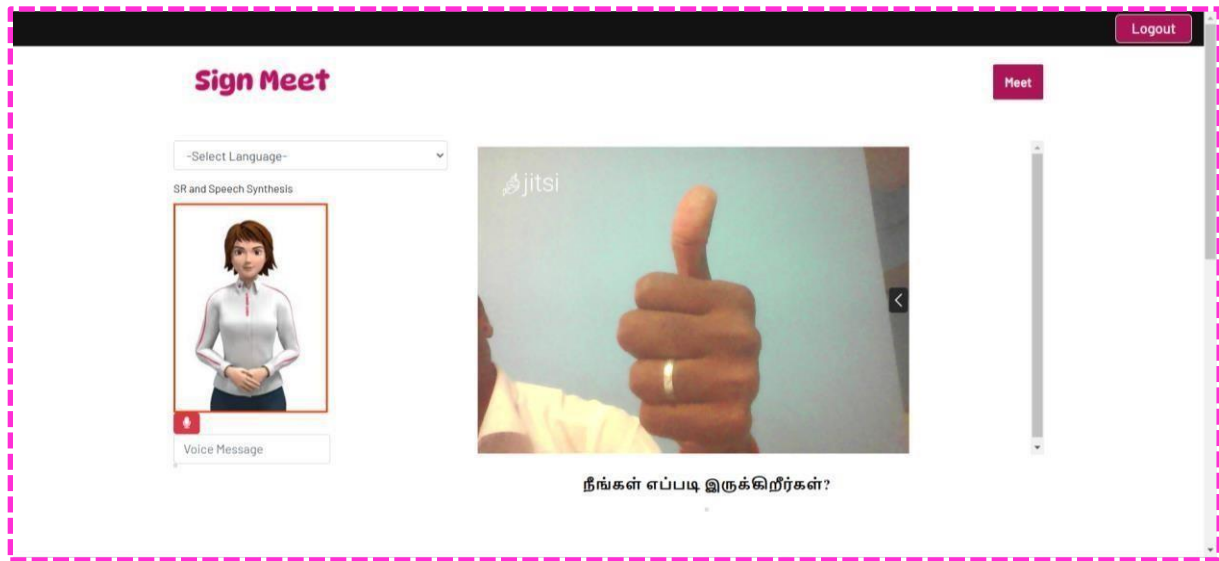 Logout
Sign Meet
Meet
-Select Language-
SR and Speech Synthesis
jitsi
Voice Message
நீங்கள் எப்படி இருக்கிறீர்கள்?